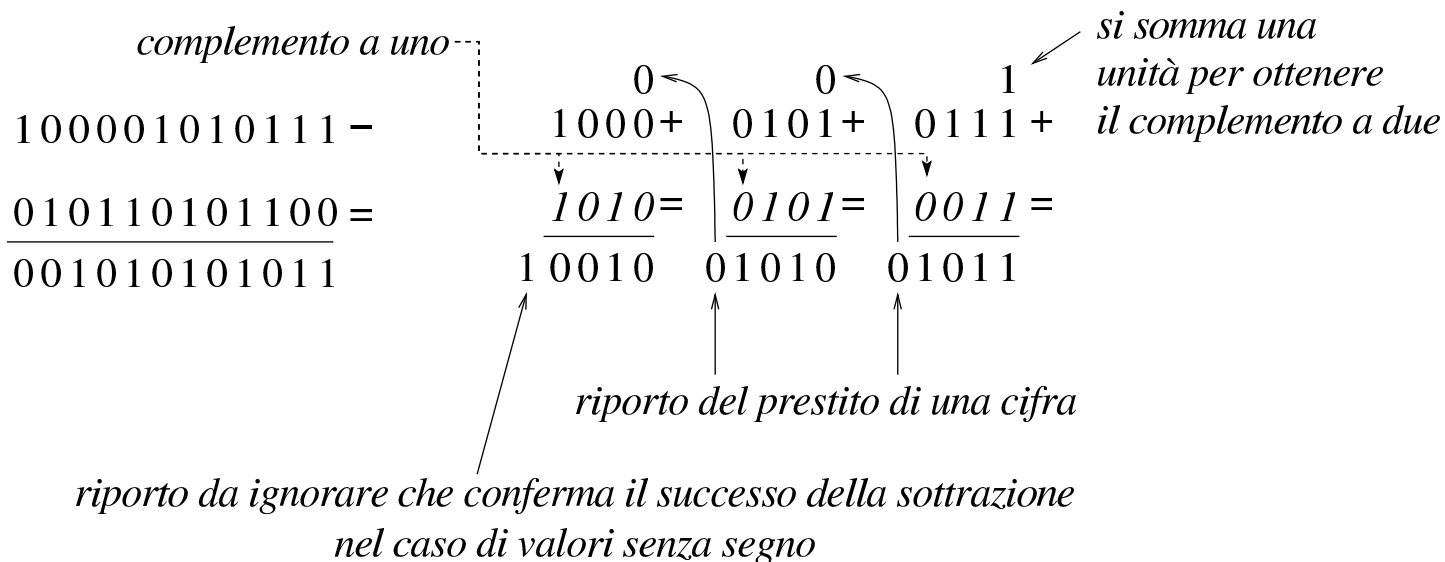 complemento a uno
si somma una
unità per ottenere
il complemento a due
0 0 1
100001010111 −
1000+ 0101+ 0111+
010110101100 =
1010= 0101= 0011=
001010101011
10010 01010 01011
riporto del prestito di una cifra
riporto da ignorare che conferma il successo della sottrazione
nel caso di valori senza segno